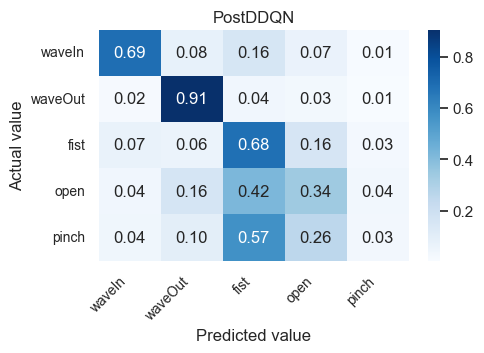 PostDDQN
waveIn 0.69 0.08 0.16 0.07 0.01
waveOut 0.02 0.91 0.04 0.03 0.01
fist 0.07 0.06 0.68 0.16 0.03
open 0.04 0.16 0.42 0.34 0.04
pinch 0.04 0.10 0.57 0.26 0.03
Actual value
waveIn waveOut fist open pinch
Predicted value
0.8
0.6
0.4
0.2